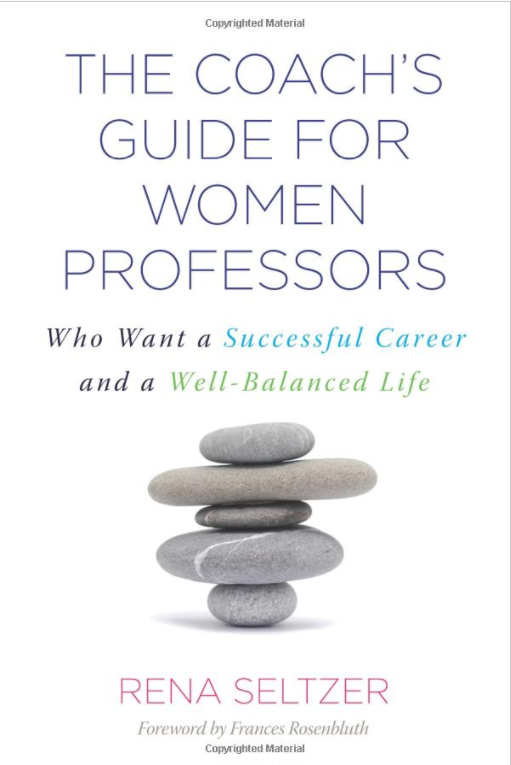 Copyrighted Material
THE COACH'S
GUIDE FOR
WOMEN
PROFESSORS
Who Want a Successful Career
and a Well-Balanced Life
RENA SELTZER
Foreword by Frances Rosenbluth
Copyrighted Material